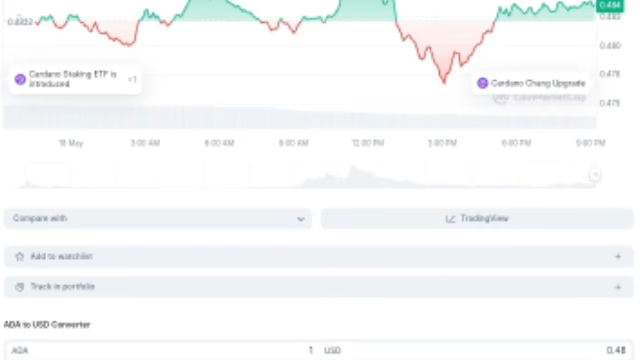 0.484
0.4822
0.482
0.480
Cardano Staking ETF is
introduced
+1
0.478
Cardano Chang Upgrade
CoinMarketCap
0.476
18 May
3:00 AM
6:00 AM
9:00 AM
12:00 PM
3:00 PM
6:00 PM
9:00 PM
Compare with
TradingView
Add to watchlist
+
Track in portfolio
+
ADA to USD Converter
ADA
1
USD
0.48